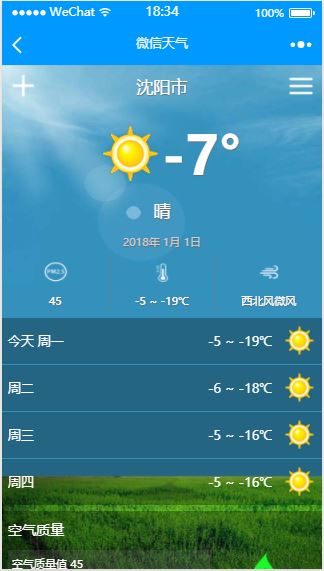 WeChat 18:34 100%
微信天气
沈阳市
-7°
晴
2018年 1月 1日
PM2.5
45 -5 ~ -19℃ 西北风微风
今天 周一 -5 ~ -19℃
周二 -6 ~ -18℃
周三 -5 ~ -16℃
周四 -5 ~ -16℃
空气质量
空气质量值 45